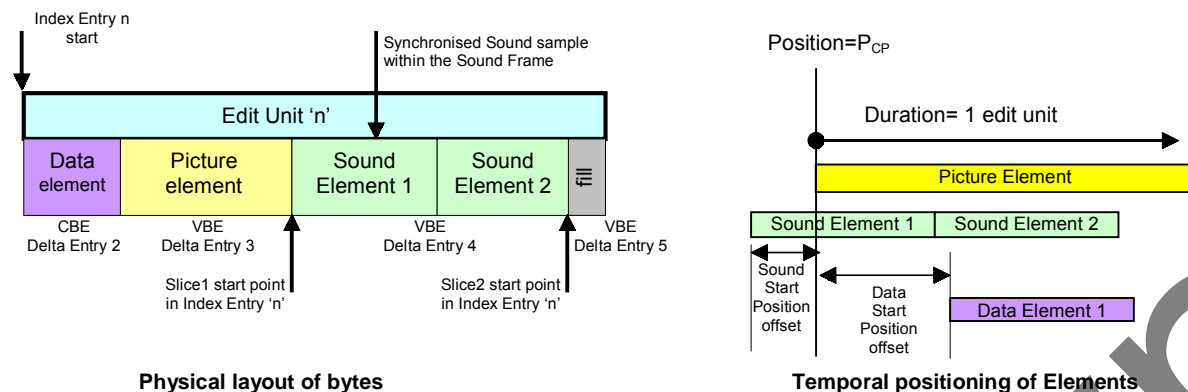 Index Entry n
start
Synchronised Sound sample
within the Sound Frame
Edit Unit ‘n’
Data
element
Picture
element
Sound
Element 1
Sound
Element 2
fill
CBE
Delta Entry 2
VBE
Delta Entry 3
VBE
Delta Entry 4
VBE
Delta Entry 5
Slice1 start point
in Index Entry ‘n’
Slice2 start point
in Index Entry ‘n’
Physical layout of bytes
Position=PCP
Duration= 1 edit unit
Picture Element
Sound Element 1
Sound Element 2
Sound
Start
Position
offset
Data
Start
Position
offset
Data Element 1
Temporal positioning of Elements